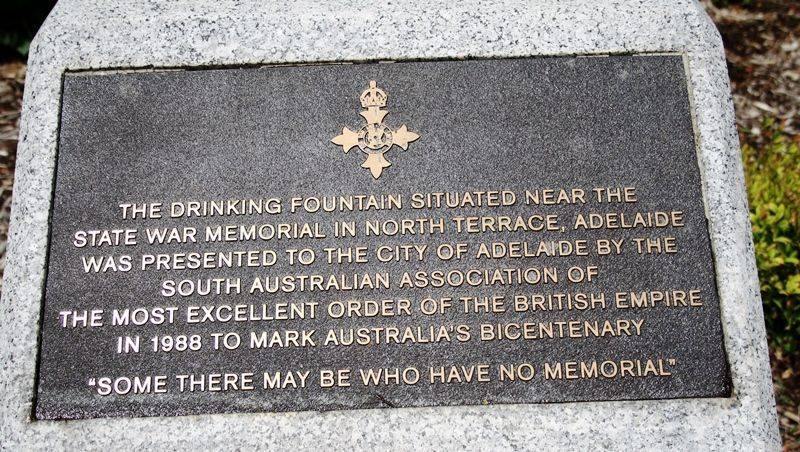 THE DRINKING FOUNTAIN SITUATED NEAR THE
STATE WAR MEMORIAL IN NORTH TERRACE, ADELAIDE
WAS PRESENTED TO THE CITY OF ADELAIDE BY THE
SOUTH AUSTRALIAN ASSOCIATION OF
THE MOST EXCELLENT ORDER OF THE BRITISH EMPIRE
IN 1988 TO MARK AUSTRALIA'S BICENTENARY
"SOME THERE MAY BE WHO HAVE NO MEMORIAL"